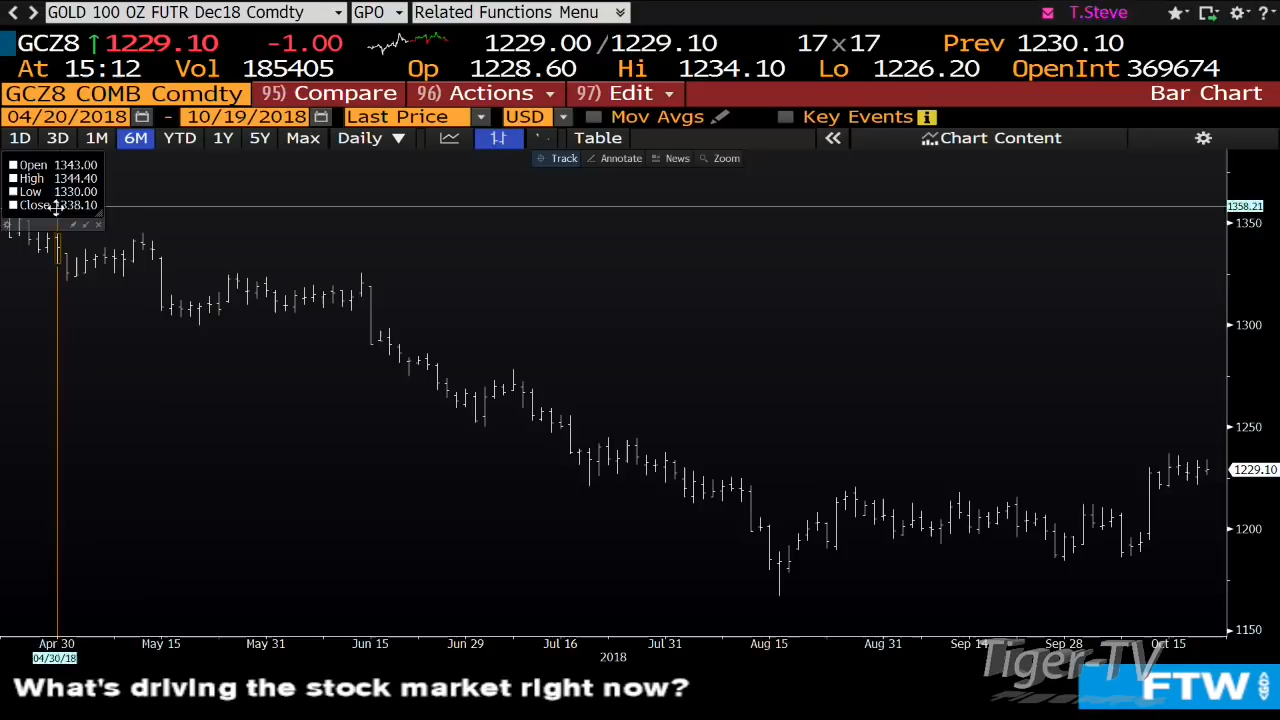 GOLD 100 OZ FUTR Dec18 Comdty GPO Related Functions Menu T.Steve
GCZ8 ↑1229.10 -1.00 1229.00/1229.10 17x17 Prev 1230.10
At 15:12 Vol 185405 Op 1228.60 Hi 1234.10 Lo 1226.20 OpenInt 369674
GCZ8 COMB Comdty 95) Compare 96) Actions 97) Edit Bar Chart
04/20/2018 - 10/19/2018 Last Price USD Mov Avgs Key Events
1D 3D 1M 6M YTD 1Y 5Y Max Daily ▼ Table « Chart Content
Track Annotate News Zoom
Open 1343.00
High 1344.40
Low 1330.00
Close 1338.10
1358.21
1350
1300
1250
1229.10
1200
1150
Apr 30 May 15 May 31 Jun 15 Jun 29 Jul 16 Jul 31 Aug 15 Aug 31 Sep 14 Sep 28 Oct 15
04/30/18 2018
Tiger-TV
What's driving the stock market right now? FTW